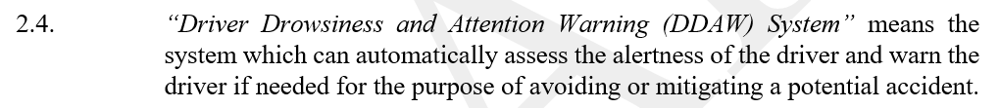 2.4. "Driver Drowsiness and Attention Warning (DDAW) System" means the
system which can automatically assess the alertness of the driver and warn the
driver if needed for the purpose of avoiding or mitigating a potential accident.